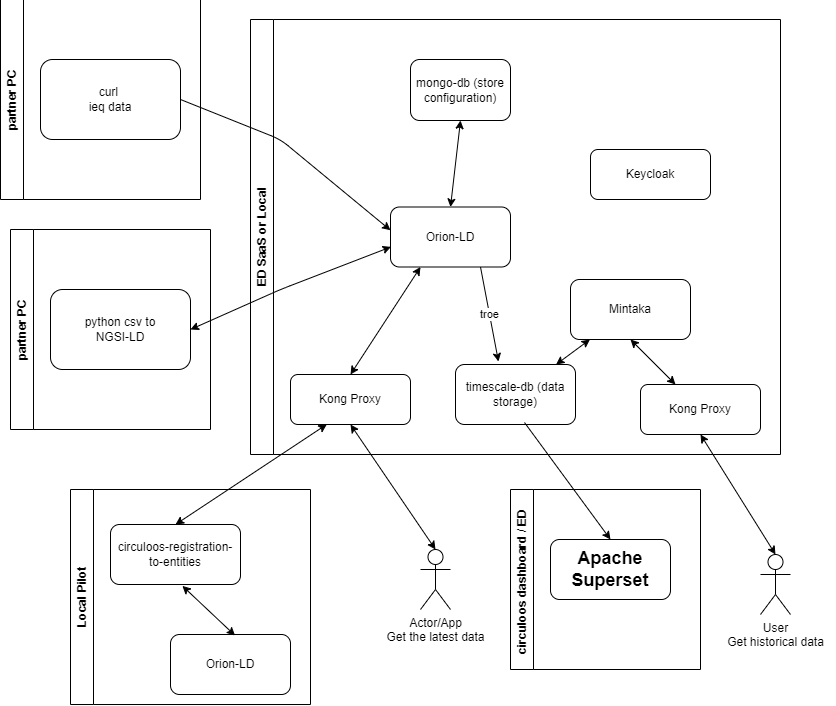 partner PC
curl
ieq data
partner PC
python csv to
NGSI-LD
ED SaaS or Local
mongo-db (store
configuration)
Keycloak
Orion-LD
troe
Mintaka
Kong Proxy
timescale-db (data
storage)
Kong Proxy
Local Pilot
circuloos-registration-
to-entities
Orion-LD
Actor/App
Get the latest data
circuloos dashboard / ED
Apache
Superset
User
Get historical data